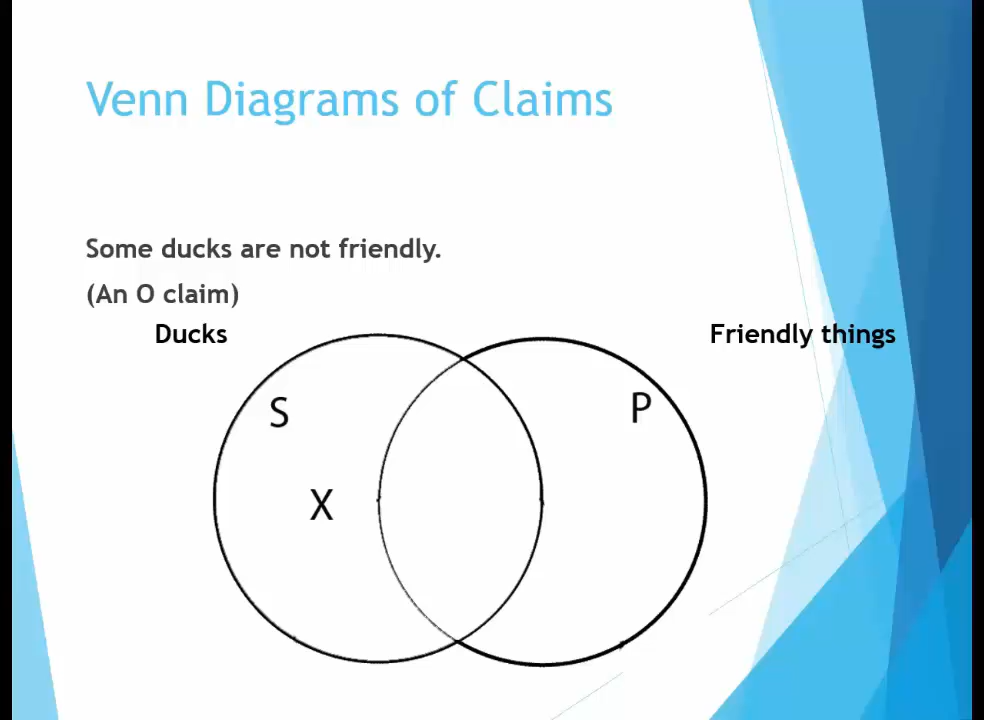 Venn Diagrams of Claims
Some ducks are not friendly.
(An O claim)
Ducks
Friendly things
S
P
X